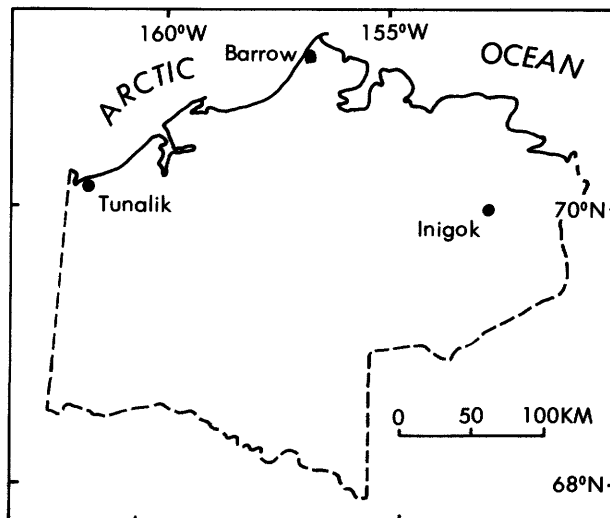 160°W 155°W
Barrow
ARCTIC OCEAN
Tunalik
Inigok
70°N
0 50 100KM
68°N